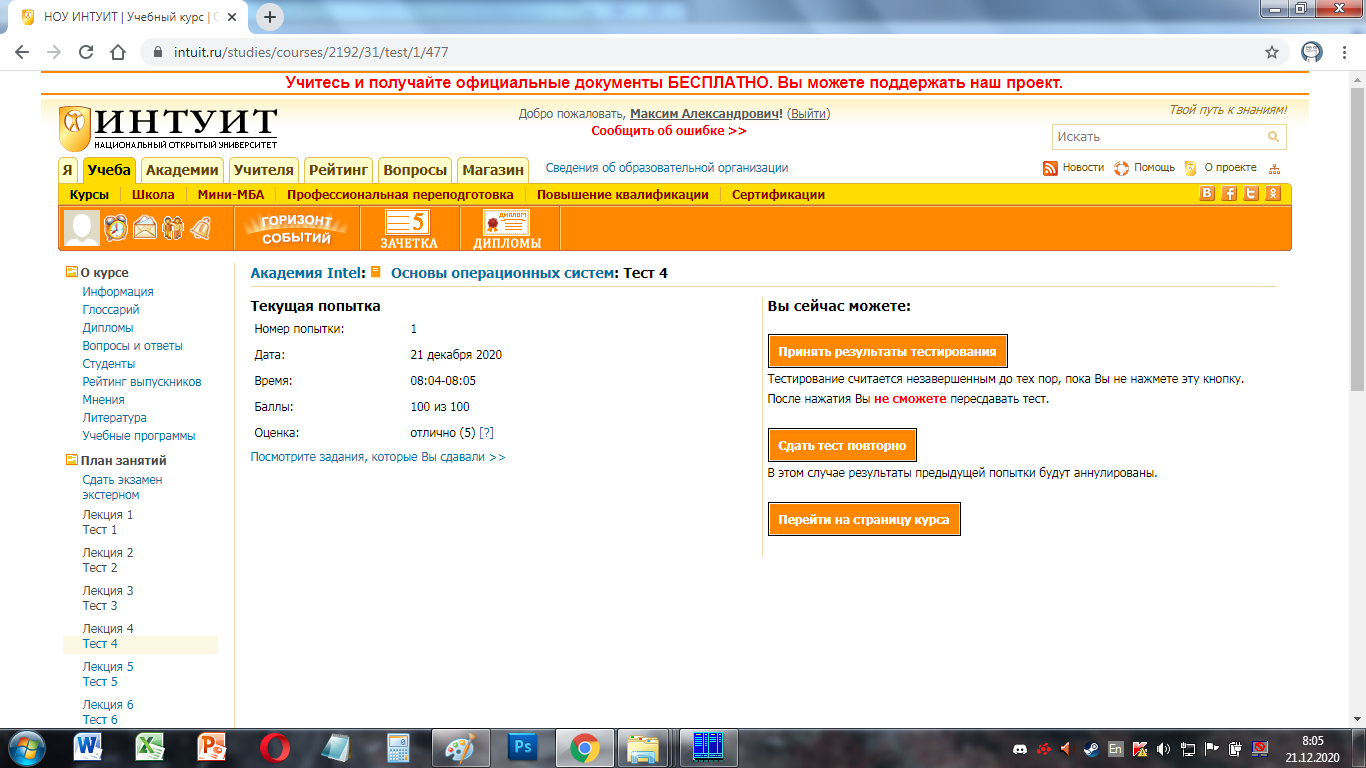 НОУ ИНТУИТ | Учебный курс | О
intuit.ru/studies/courses/2192/31/test/1/477
Учитесь и получайте официальные документы БЕСПЛАТНО. Вы можете поддержать наш проект.
ИНТУИТ
НАЦИОНАЛЬНЫЙ ОТКРЫТЫЙ УНИВЕРСИТЕТ
Добро пожаловать, Максим Александрович! (Выйти)
Сообщить об ошибке >>
Твой путь к знаниям!
Искать
Я Учеба Академии Учителя Рейтинг Вопросы Магазин Сведения об образовательной организации Новости Помощь О проекте
Курсы Школа Мини-МБА Профессиональная переподготовка Повышение квалификации Сертификации
ГОРИЗОНТ СОБЫТИЙ
5 ЗАЧЕТКА
ДИПЛОМ ДИПЛОМЫ
О курсе
Информация
Глоссарий
Дипломы
Вопросы и ответы
Студенты
Рейтинг выпускников
Мнения
Литература
Учебные программы
План занятий
Сдать экзамен
экстерном
Лекция 1
Тест 1
Лекция 2
Тест 2
Лекция 3
Тест 3
Лекция 4
Тест 4
Лекция 5
Тест 5
Лекция 6
Тест 6
Академия Intel: Основы операционных систем: Тест 4
Текущая попытка
Номер попытки: 1
Дата: 21 декабря 2020
Время: 08:04-08:05
Баллы: 100 из 100
Оценка: отлично (5) [?]
Посмотрите задания, которые Вы сдавали >>
Вы сейчас можете:
Принять результаты тестирования
Тестирование считается незавершенным до тех пор, пока Вы не нажмете эту кнопку.
После нажатия Вы не сможете пересдавать тест.
Сдать тест повторно
В этом случае результаты предыдущей попытки будут аннулированы.
Перейти на страницу курса
Ps
En
8:05
21.12.2020